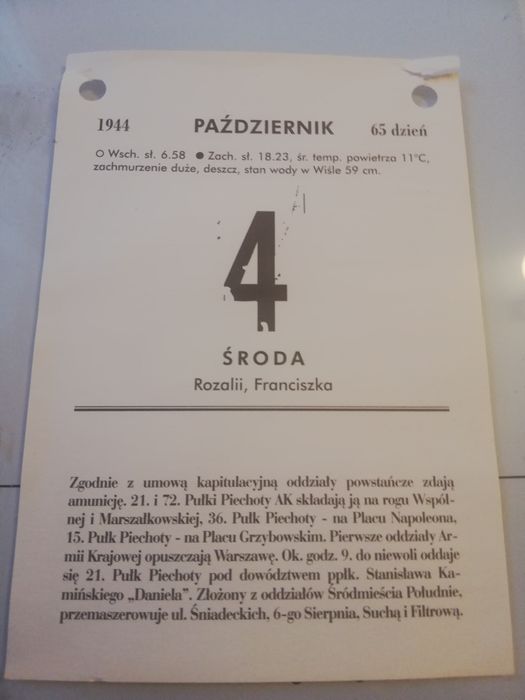 1944 PAŹDZIERNIK 65 dzień
Wsch. sł. 6.58 ● Zach. sł. 18.23, śr. temp. powietrza 11°C,
zachmurzenie duże, deszcz, stan wody w Wiśle 59 cm.
4
ŚRODA
Rozalii, Franciszka
Zgodnie z umową kapitulacyjną oddziały powstańcze zdają
amunicję. 21. i 72. Pułki Piechoty AK składają ją na rogu Wspól-
nej i Marszałkowskiej, 36. Pułk Piechoty - na Placu Napoleona,
15. Pułk Piechoty - na Placu Grzybowskim. Pierwsze oddziały Ar-
mii Krajowej opuszczają Warszawę. Ok. godz. 9. do niewoli oddaje
się 21. Pułk Piechoty pod dowództwem ppłk. Stanisława Ka-
mińskiego „Daniela”. Złożony z oddziałów Śródmieścia Południe,
przemaszerowuje ul. Śniadeckich, 6-go Sierpnia, Suchą i Filtrową.